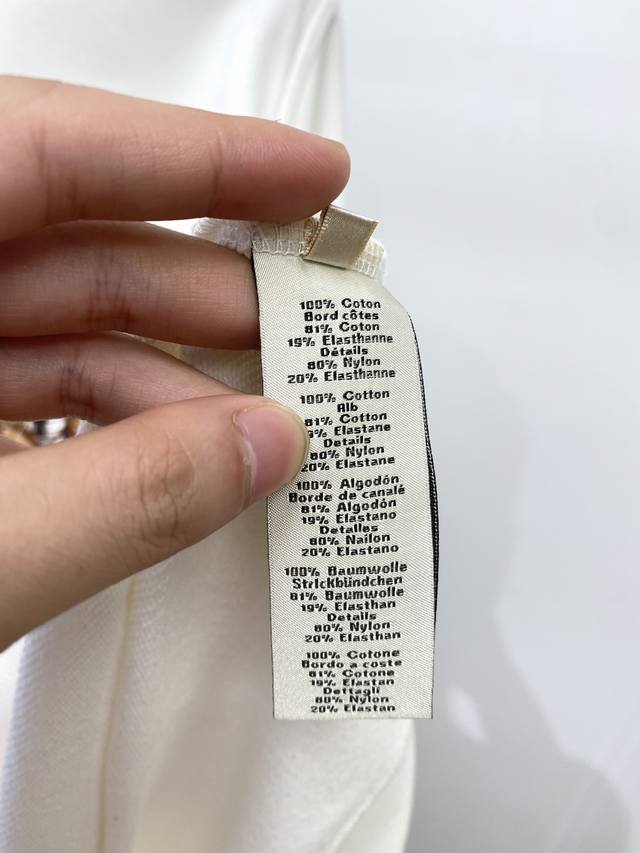 100% Coton
Bord côtes
81% Coton
19% Elasthanne
Détails
80% Nylon
20% Elasthanne
100% Cotton
Rib
81% Cotton
9% Elastane
Details
80% Nylon
20% Elastane
100% Algodón
Borde de canalé
81% Algodón
19% Elastano
Detalles
80% Nailon
20% Elastano
100% Baumwolle
Strickbündchen
81% Baumwolle
19% Elasthan
Details
80% Nylon
20% Elasthan
100% Cotone
Bordo a coste
81% Cotone
19% Elastan
Dettagli
80% Nylon
20% Elastan